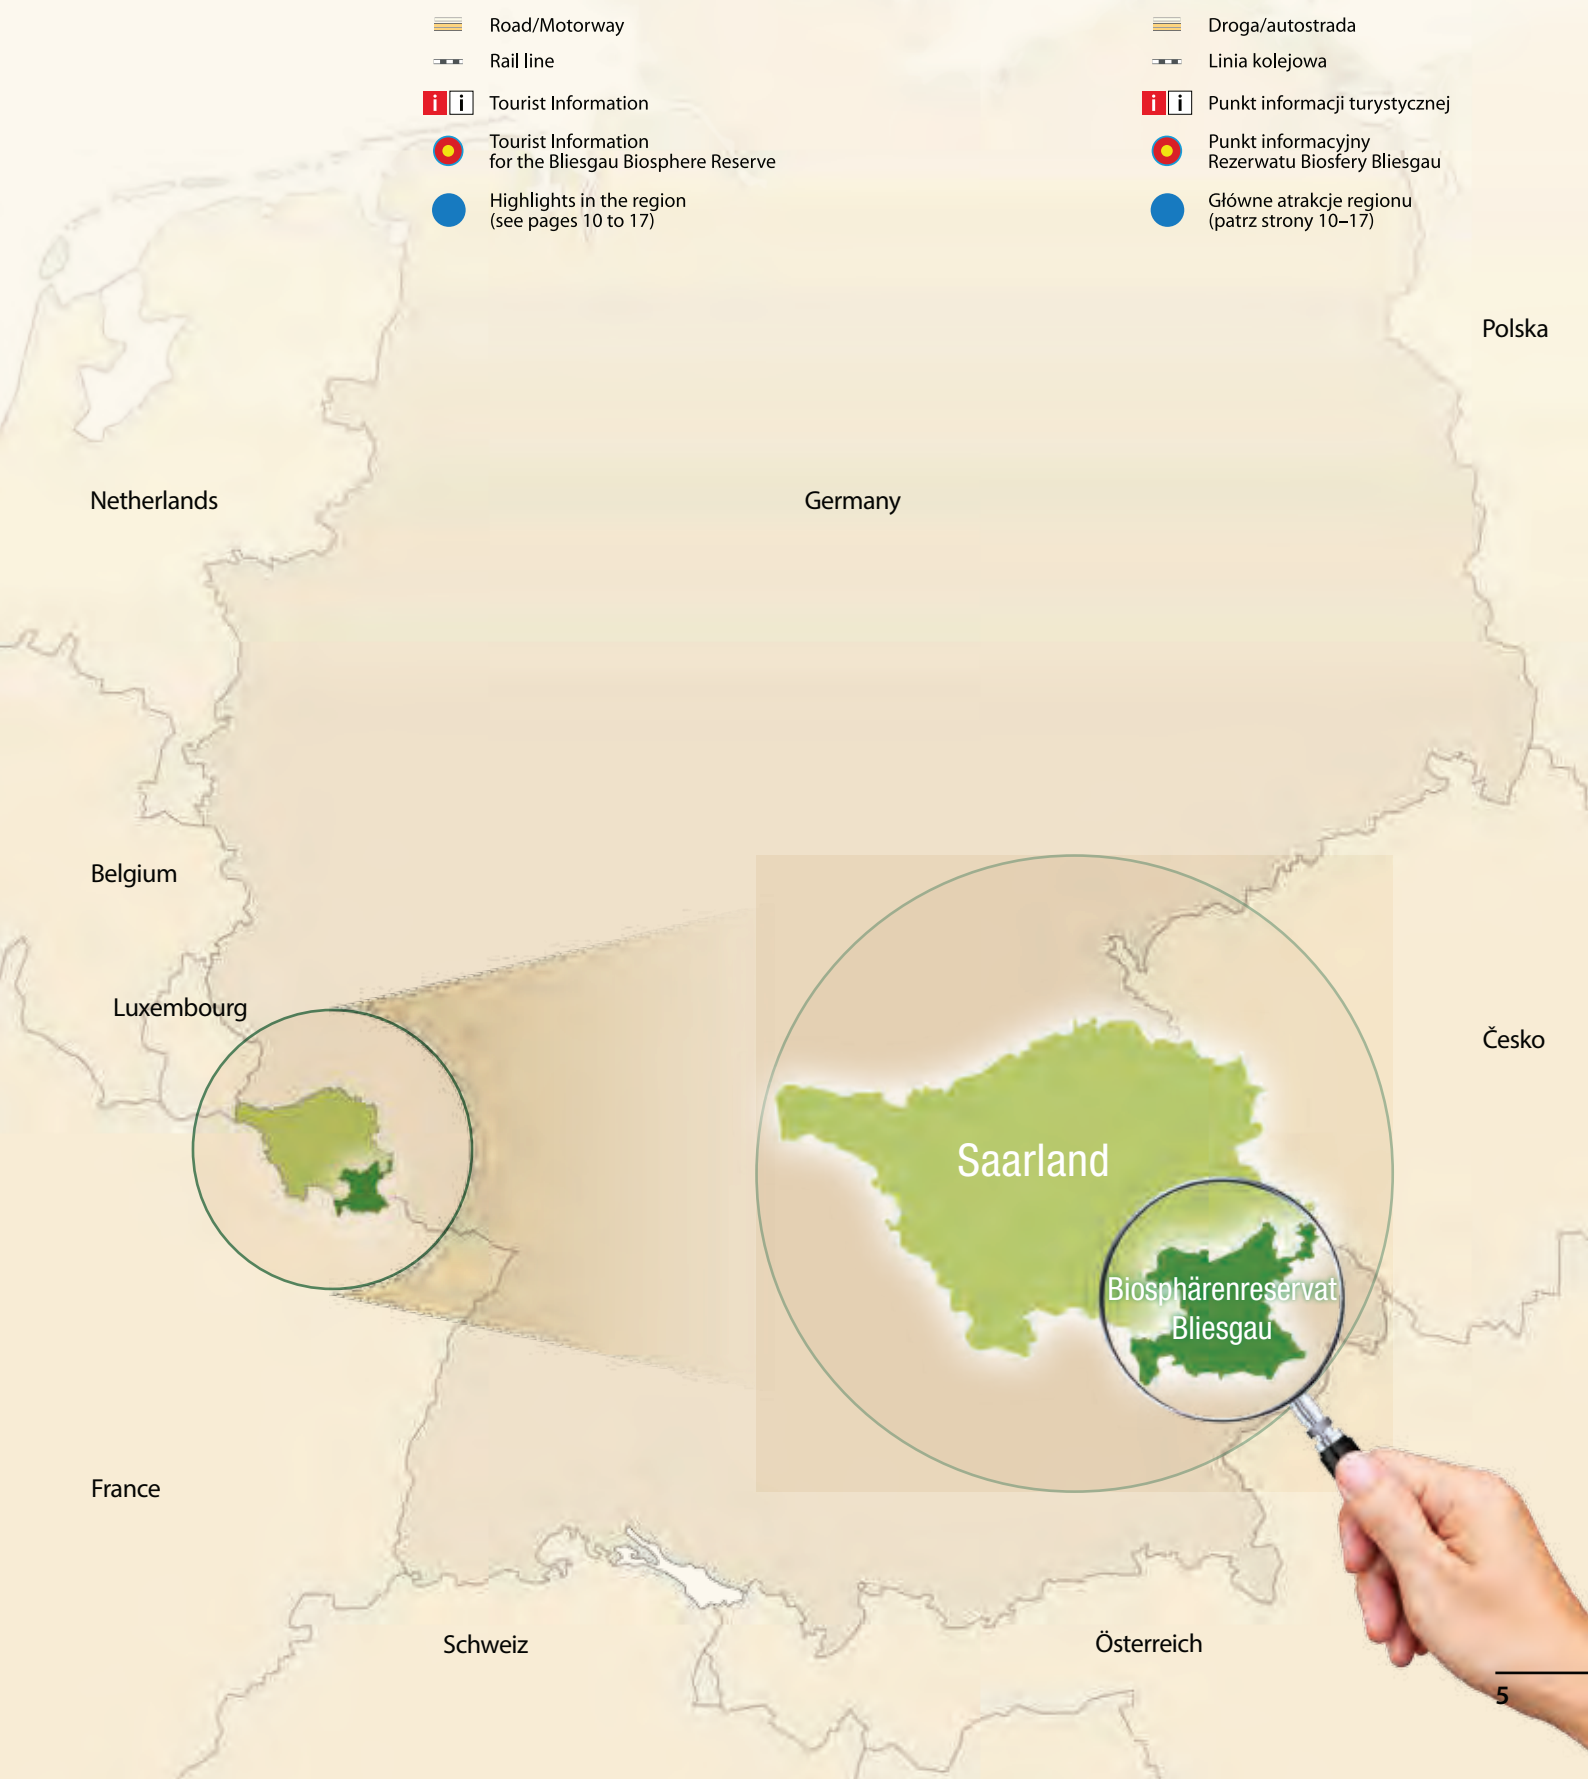 Road/Motorway
Rail line
i i Tourist Information
Tourist Information
for the Bliesgau Biosphere Reserve
Highlights in the region
(see pages 10 to 17)
Droga/autostrada
Linia kolejowa
i i Punkt informacji turystycznej
Punkt informacyjny
Rezerwatu Biosfery Bliesgau
Główne atrakcje regionu
(patrz strony 10–17)
Polska
Netherlands
Germany
Belgium
Luxembourg
Česko
Saarland
Biosphärenreservat
Bliesgau
France
Schweiz
Österreich
5